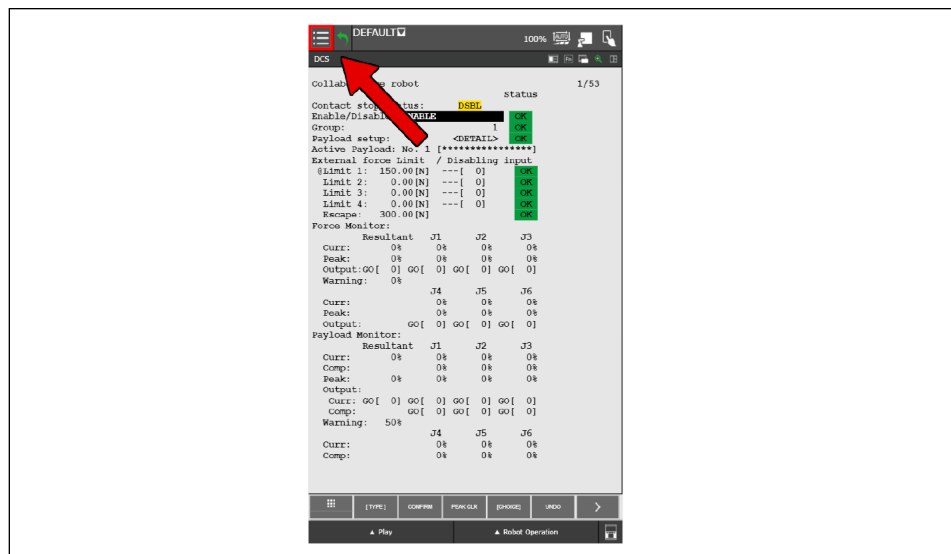 DEFAULT
100% AUTO
DCS
Fn
Collab e robot 1/53
status
Contact stop tus: DSBL
Enable/Disabl NABLE OK
Group: 1 OK
Payload setup: <DETAIL> OK
Active Payload: No. 1 [****************]
External force Limit / Disabling input
@Limit 1: 150.00[N] ---[ 0] OK
Limit 2: 0.00[N] ---[ 0] OK
Limit 3: 0.00[N] ---[ 0] OK
Limit 4: 0.00[N] ---[ 0] OK
Escape: 300.00[N] OK
Force Monitor:
Resultant J1 J2 J3
Curr: 0% 0% 0% 0%
Peak: 0% 0% 0% 0%
Output:GO[ 0] GO[ 0] GO[ 0] GO[ 0]
Warning: 0%
J4 J5 J6
Curr: 0% 0% 0%
Peak: 0% 0% 0%
Output: GO[ 0] GO[ 0] GO[ 0]
Payload Monitor:
Resultant J1 J2 J3
Curr: 0% 0% 0% 0%
Comp: 0% 0% 0%
Peak: 0% 0% 0% 0%
Output:
Curr: GO[ 0] GO[ 0] GO[ 0] GO[ 0]
Comp: GO[ 0] GO[ 0] GO[ 0]
Warning: 50%
J4 J5 J6
Curr: 0% 0% 0%
Comp: 0% 0% 0%
[TYPE] CONFIRM PEAK CLR [CHOICE] UNDO >
▲ Play ▲ Robot Operation